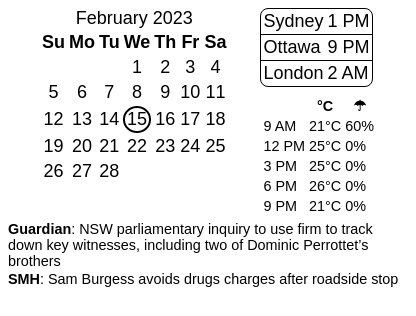 February 2023
Su Mo Tu We Th Fr Sa
1 2 3 4
5 6 7 8 9 10 11
12 13 14 15 16 17 18
19 20 21 22 23 24 25
26 27 28
Sydney 1 PM
Ottawa 9 PM
London 2 AM
°C ☂
9 AM 21°C 60%
12 PM 25°C 0%
3 PM 25°C 0%
6 PM 26°C 0%
9 PM 21°C 0%
Guardian: NSW parliamentary inquiry to use firm to track
down key witnesses, including two of Dominic Perrottet’s
brothers
SMH: Sam Burgess avoids drugs charges after roadside stop